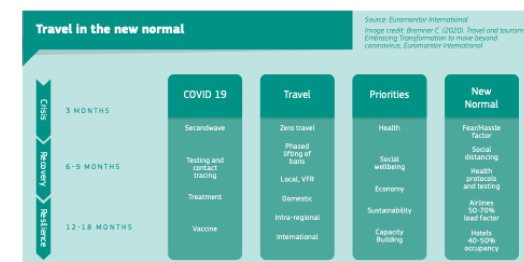 Travel in the new normal
Source: Euromonitor International
Image credit: Bremner C. (2020), Travel and tourism
Embracing Transformation to move beyond
coronavirus, Euromonitor International
Crisis
3 MONTHS
Recovery
6-9 MONTHS
Resilience
12-18 MONTHS
COVID 19
Secondwave
Testing and
contact
tracing
Treatment
Vaccine
Travel
Zero travel
Phased
lifting of
bans
Local, VFR
Domestic
Intra-regional
International
Priorities
Health
Social
wellbeing
Economy
Sustainability
Capacity
Building
New
Normal
Fear/Hassle
factor
Social
distancing
Health
protocols
and testing
Airlines
50-70%
load factor
Hotels
40-50%
occupancy